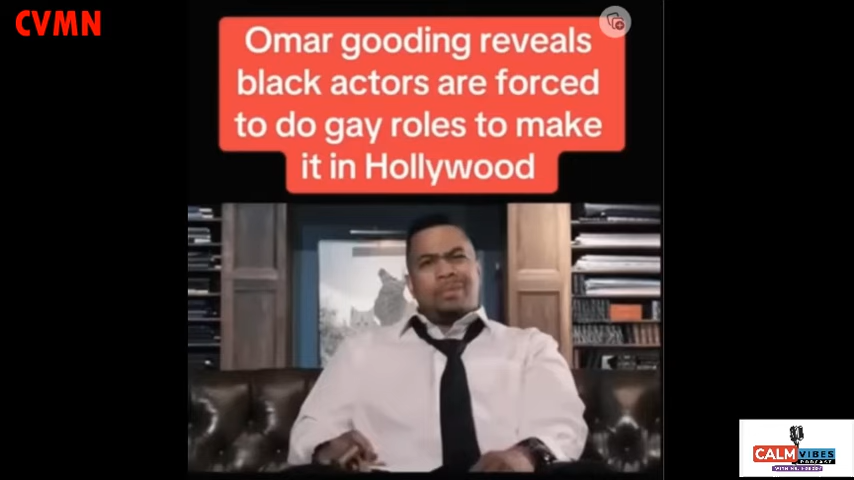 CVMN
Omar gooding reveals
black actors are forced
to do gay roles to make
it in Hollywood
CALM VIBES
PODCAST